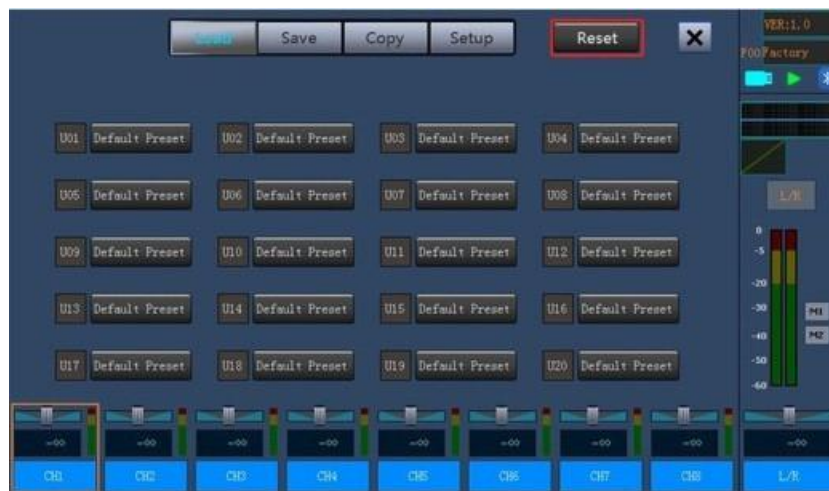 Load Save Copy Setup Reset X
VER:1.0
P00 Factory
U01 Default Preset U02 Default Preset U03 Default Preset U04 Default Preset
U05 Default Preset U06 Default Preset U07 Default Preset U08 Default Preset
L/R
U09 Default Preset U10 Default Preset U11 Default Preset U12 Default Preset
U13 Default Preset U14 Default Preset U15 Default Preset U16 Default Preset
U17 Default Preset U18 Default Preset U19 Default Preset U20 Default Preset
0
-5
-20
-30
M1
-40
M2
-50
-60
-∞ -∞ -∞ -∞ -∞ -∞ -∞ -∞ -∞
CH1 CH2 CH3 CH4 CH5 CH6 CH7 CH8 L/R